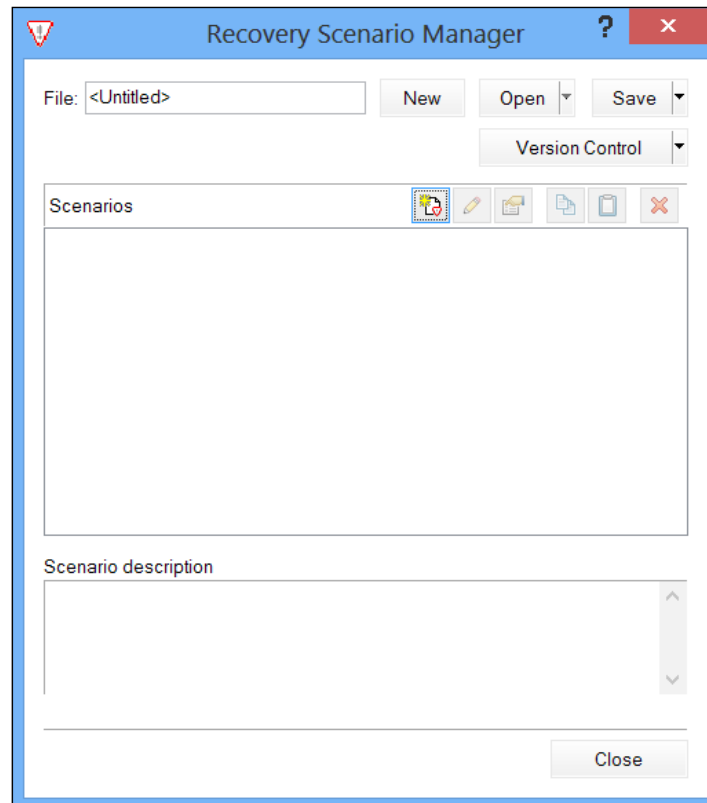 Recovery Scenario Manager ?
File: <Untitled> New Open Save
Version Control
Scenarios
Scenario description
Close